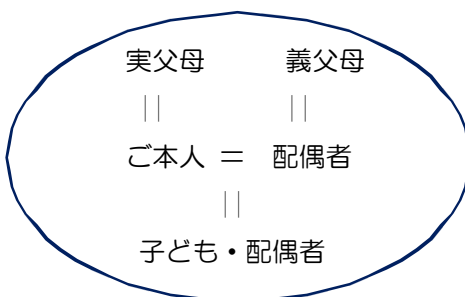 実父母 義父母
|| ||
ご本人 ＝ 配偶者
||
子ども・配偶者